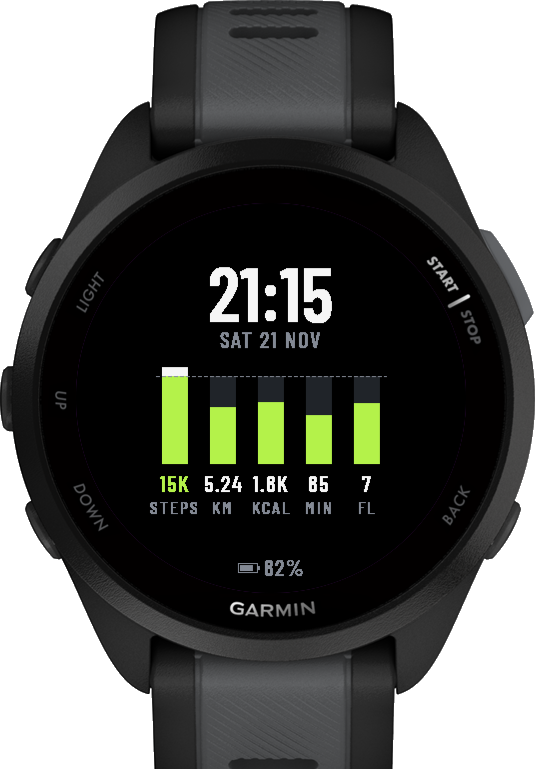 LIGHT
START
STOP
21:15
SAT 21 NOV
UP
15K 5.24 1.8K 85 7
STEPS KM KCAL MIN FL
DOWN
BACK
82%
GARMIN